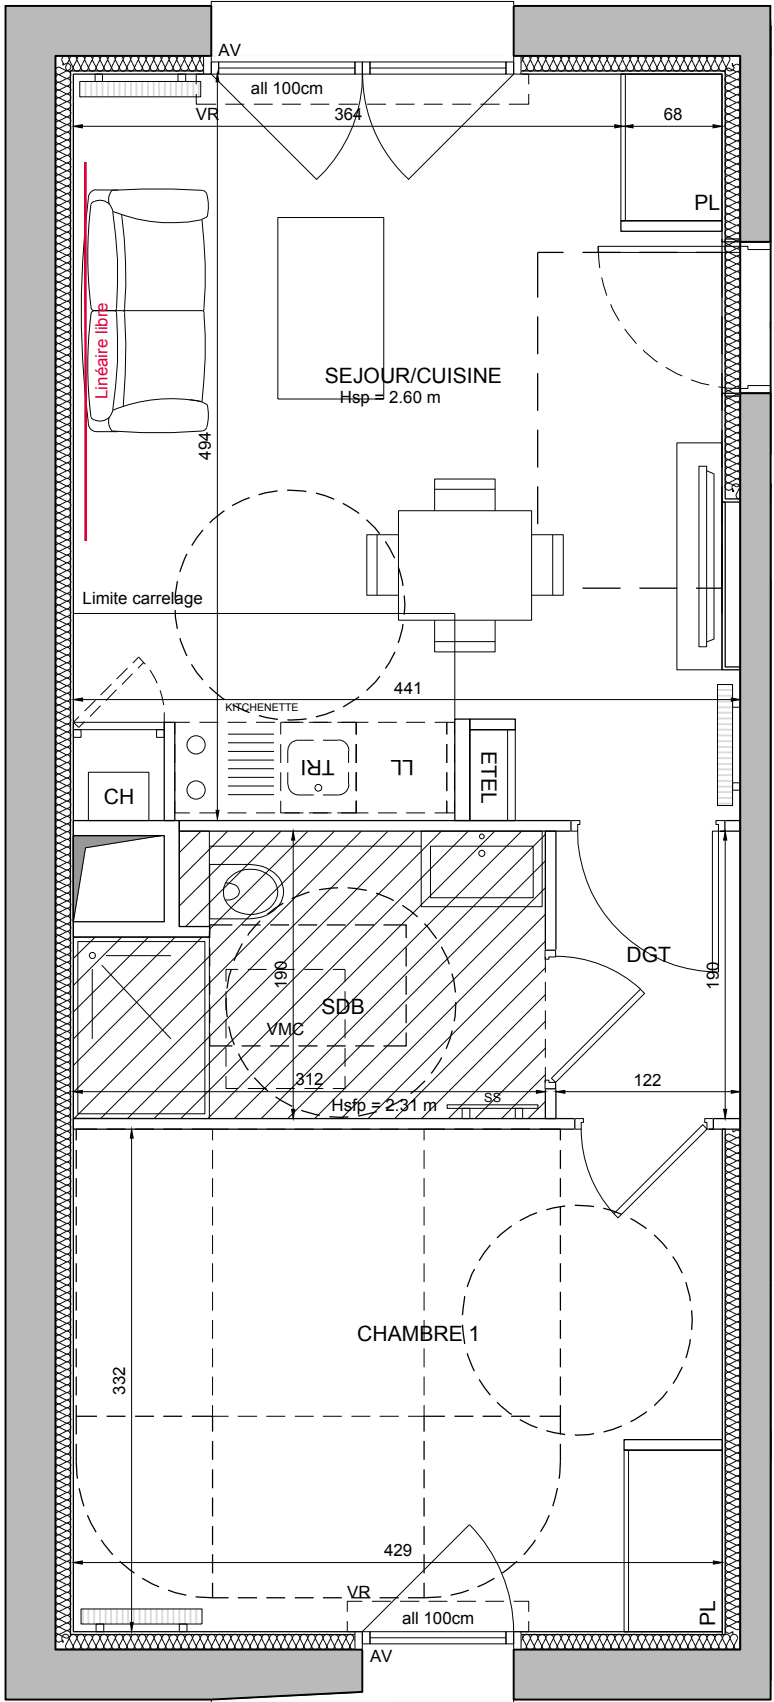 AV
all 100cm
VR
364
68
PL
Linéaire libre
SEJOUR/CUISINE
Hsp = 2.60 m
494
Limite carrelage
441
KITCHENETTE
CH
TRI
LL
ETEL
DGT
190
190
SDB
VMC
312
122
SS
Hsfp = 2.31 m
CHAMBRE 1
332
429
VR
all 100cm
PL
AV